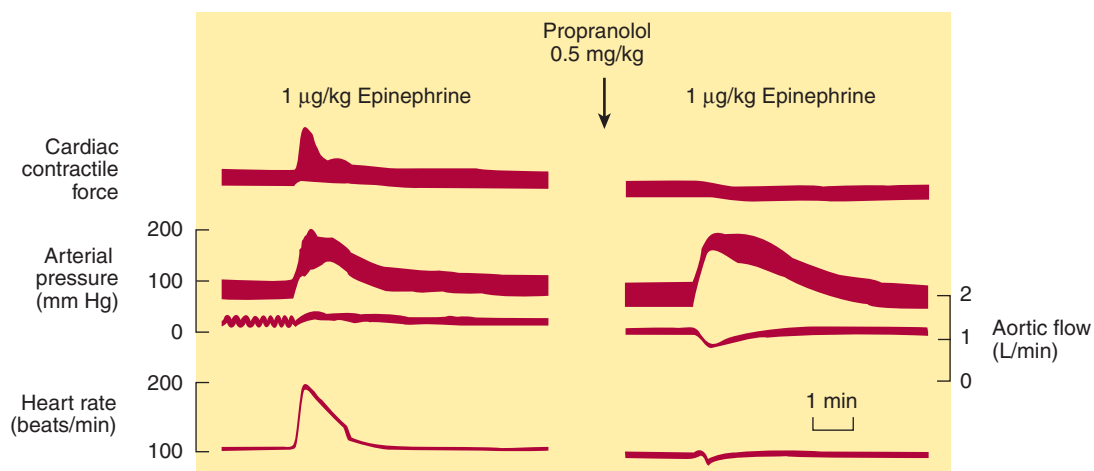 Propranolol
0.5 mg/kg
1 μg/kg Epinephrine
1 μg/kg Epinephrine
Cardiac
contractile
force
200
Arterial
pressure
(mm Hg)
100
0
2
1
0
Aortic flow
(L/min)
200
Heart rate
(beats/min)
100
1 min